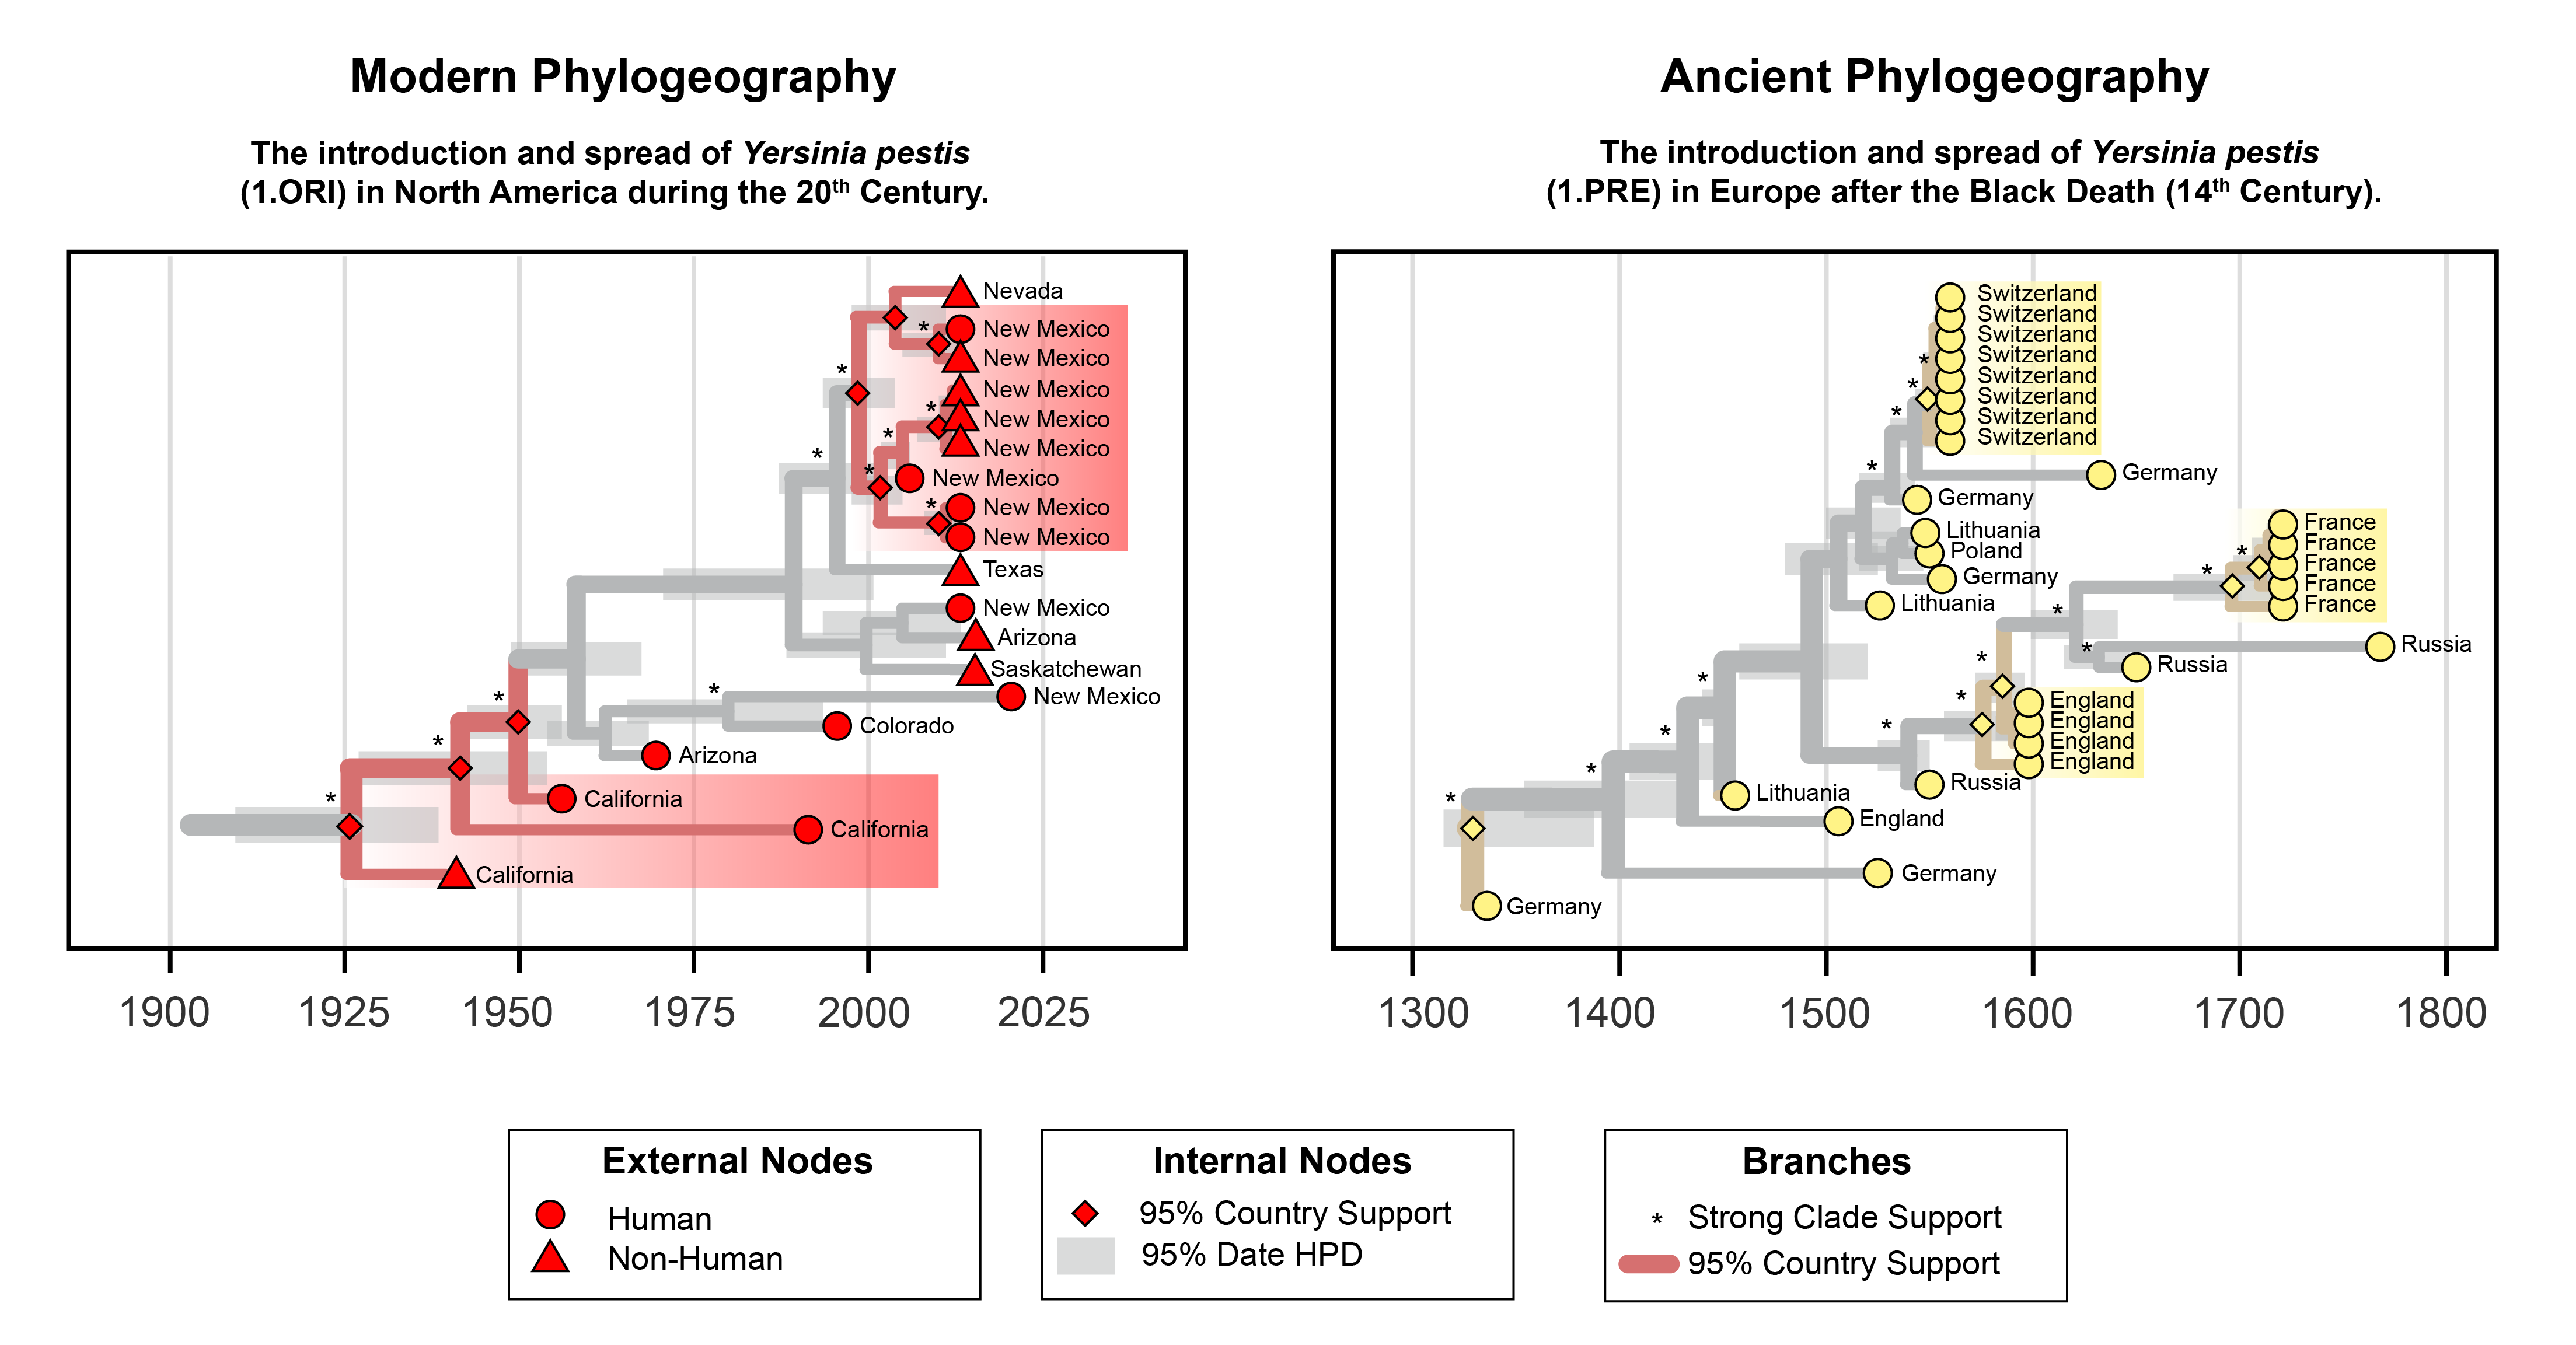 Modern Phylogeography
The introduction and spread of Yersinia pestis
(1.ORI) in North America during the 20th Century.
Nevada
New Mexico
New Mexico
New Mexico
New Mexico
New Mexico
New Mexico
New Mexico
New Mexico
Texas
New Mexico
Arizona
Saskatchewan
New Mexico
Colorado
Arizona
California
California
California
* * * * * * * * * * * *
1900 1925 1950 1975 2000 2025
Ancient Phylogeography
The introduction and spread of Yersinia pestis
(1.PRE) in Europe after the Black Death (14th Century).
Switzerland
Switzerland
Switzerland
Switzerland
Switzerland
Switzerland
Switzerland
Switzerland
Germany
Germany
France
Lithuania
France
Poland
France
Germany
France
Lithuania
France
Russia
Russia
England
England
England
England
Russia
Lithuania
England
Germany
Germany
* * * * * * * * * * * * * * *
1300 1400 1500 1600 1700 1800
External Nodes
Human
Non-Human
Internal Nodes
95% Country Support
95% Date HPD
Branches
* Strong Clade Support
95% Country Support